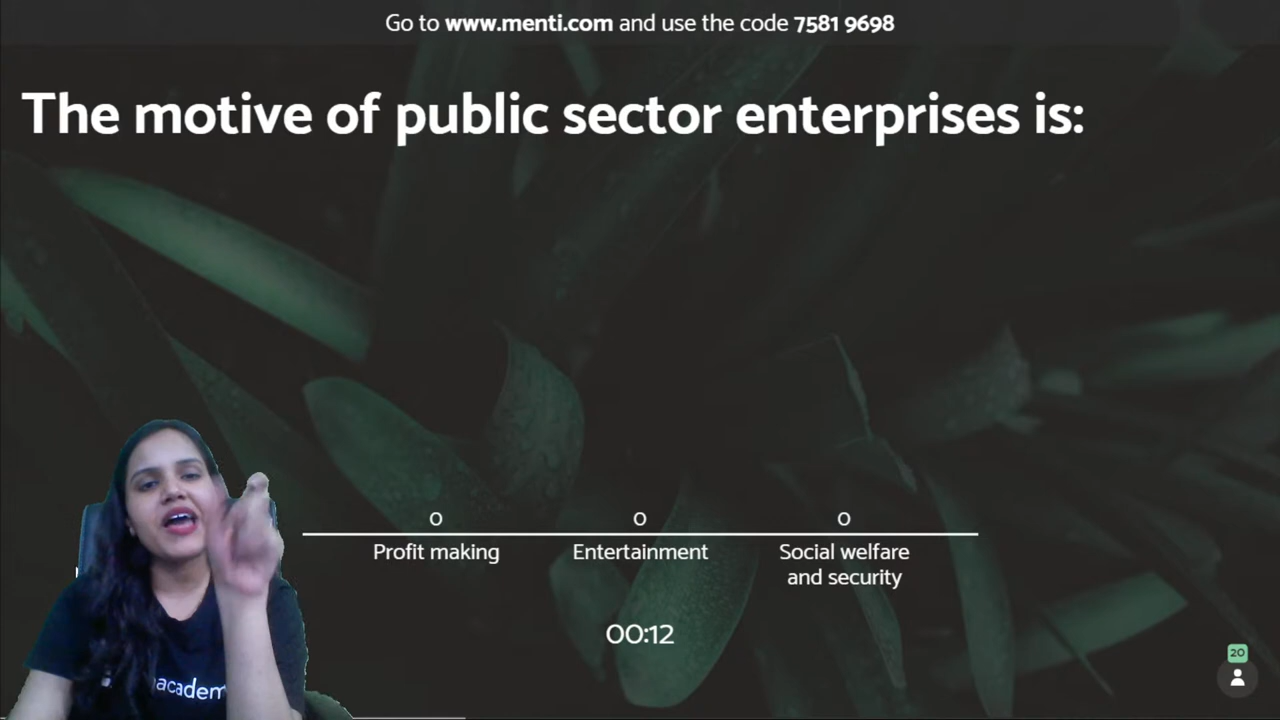 Go to www.menti.com and use the code 7581 9698
The motive of public sector enterprises is:
0 0 0
Profit making Entertainment Social welfare
and security
00:12
20
academ